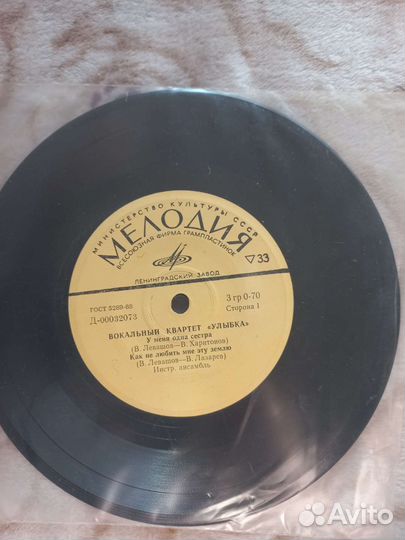 МИНИСТЕРСТВО КУЛЬТУРЫ СССР
МЕЛОДИЯ
ВСЕСОЮЗНАЯ ФИРМА ГРАМПЛАСТИНОК
▽33
ЛЕНИНГРАДСКИЙ ЗАВОД
ГОСТ 5289-68
3 гр 0-70
Д-00032073
Сторона 1
ВОКАЛЬНЫЙ КВАРТЕТ «УЛЫБКА»
У меня одна сестра
(В. Левашов—В. Харитонов)
Как не любить мне эту землю
(В. Левашов—В. Лазарев)
Инстр. ансамбль
Avito